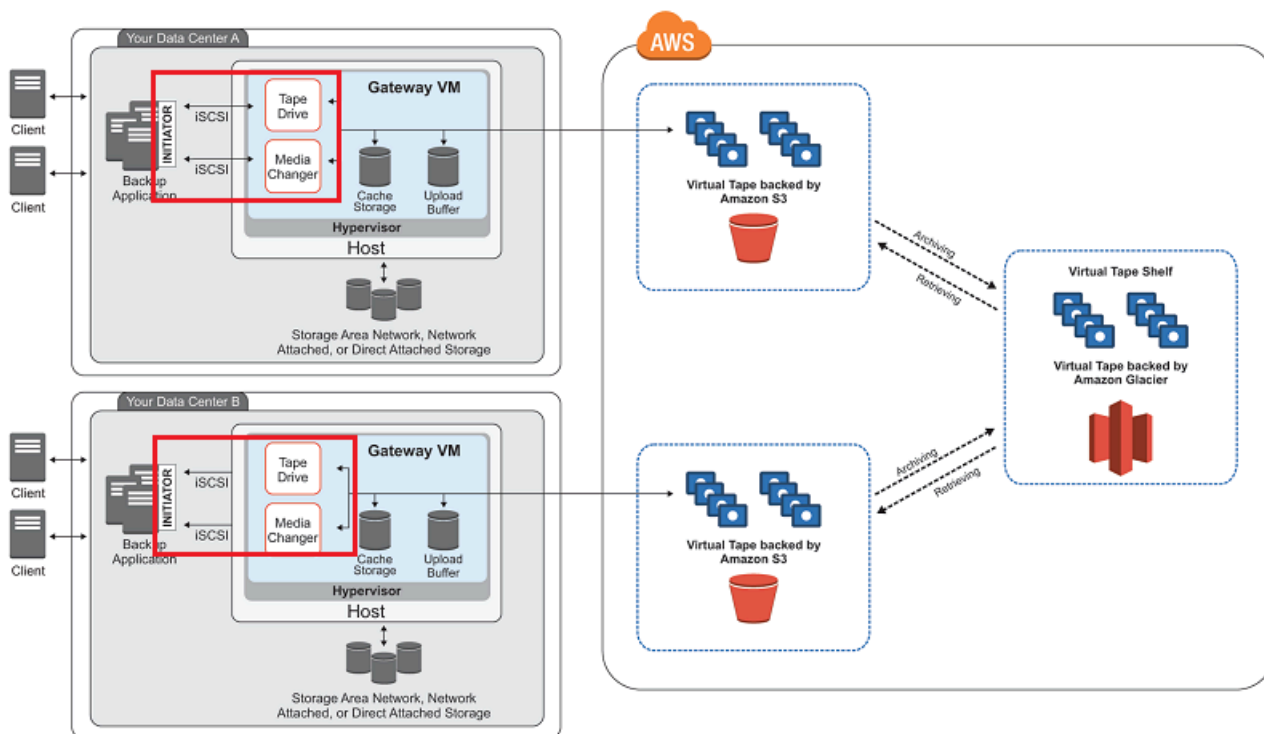 AWS
Your Data Center A
Client
Client
Backup
Application
INITIATOR
iSCSI
iSCSI
Gateway VM
Tape
Drive
Media
Changer
Cache
Storage
Upload
Buffer
Hypervisor
Host
Storage Area Network, Network
Attached, or Direct Attached Storage
Virtual Tape backed by
Amazon S3
Archiving
Retrieving
Virtual Tape Shelf
Virtual Tape backed by
Amazon Glacier
Your Data Center B
Client
Client
Backup
Application
INITIATOR
iSCSI
iSCSI
Gateway VM
Tape
Drive
Media
Changer
Cache
Storage
Upload
Buffer
Hypervisor
Host
Storage Area Network, Network
Attached, or Direct Attached Storage
Virtual Tape backed by
Amazon S3
Archiving
Retrieving